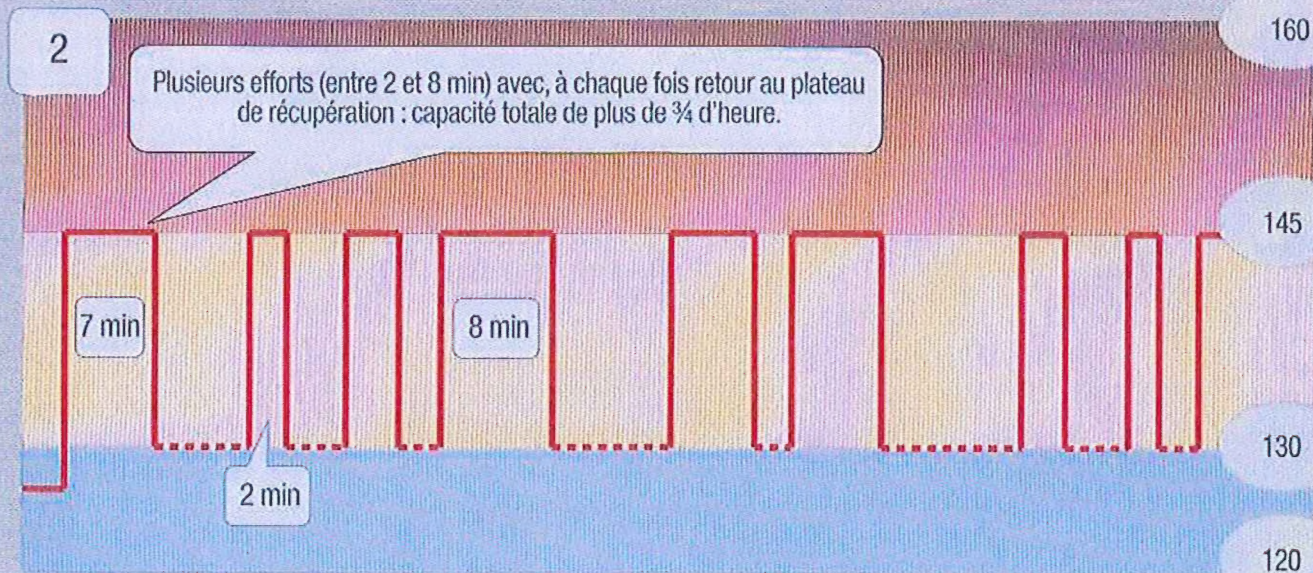 2
160
Plusieurs efforts (entre 2 et 8 min) avec, à chaque fois retour au plateau
de récupération : capacité totale de plus de ¾ d'heure.
145
7 min
8 min
130
2 min
120